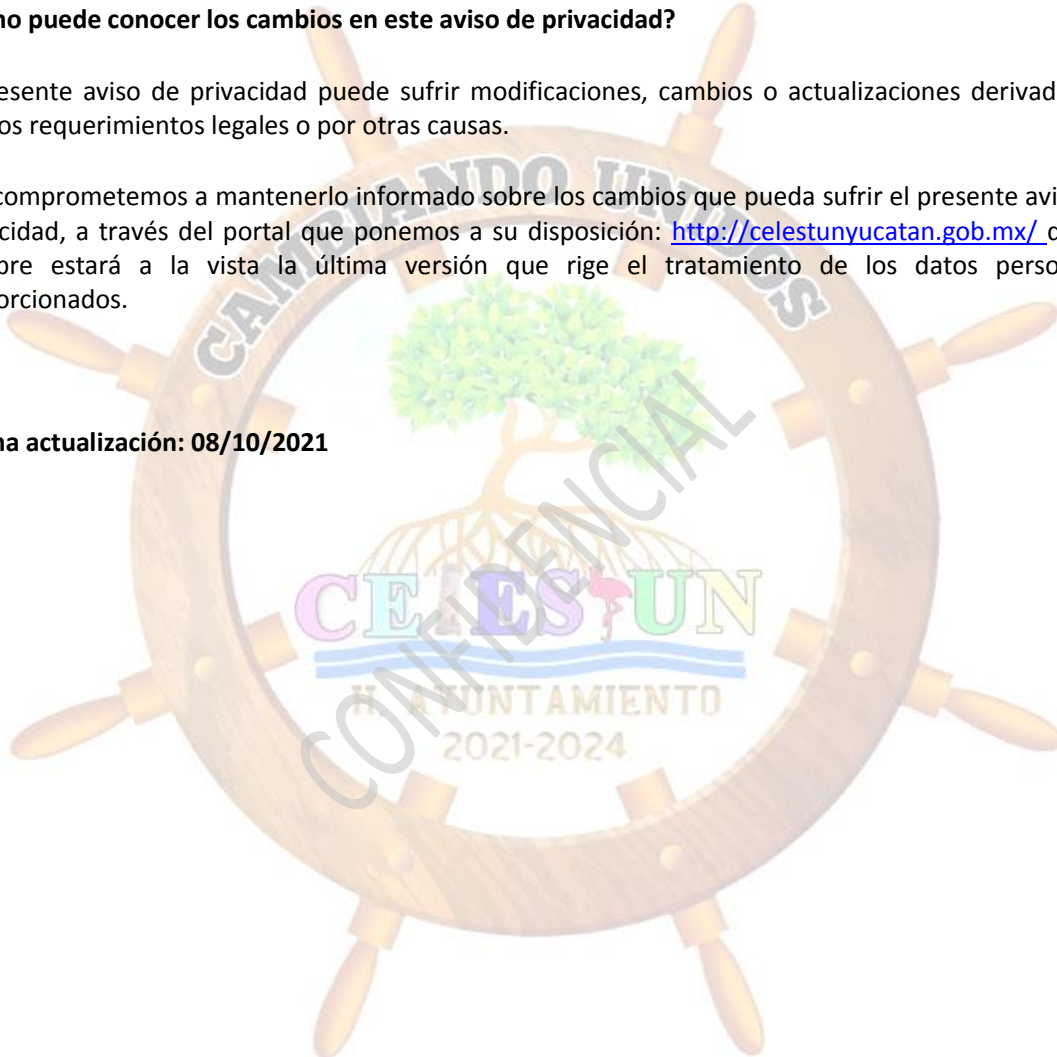 no puede conocer los cambios en este aviso de privacidad?
esente aviso de privacidad puede sufrir modificaciones, cambios o actualizaciones derivad
os requerimientos legales o por otras causas.
comprometemos a mantenerlo informado sobre los cambios que pueda sufrir el presente avi
cidad, a través del portal que ponemos a su disposición: http://celestunyucatan.gob.mx/
bre estará a la vista la última versión que rige el tratamiento de los datos perso
orcionados.
na actualización: 08/10/2021
CAMBIANDO UNIDOS
CELESTUN
H. AYUNTAMIENTO
2021-2024
CONFIDENCIAL